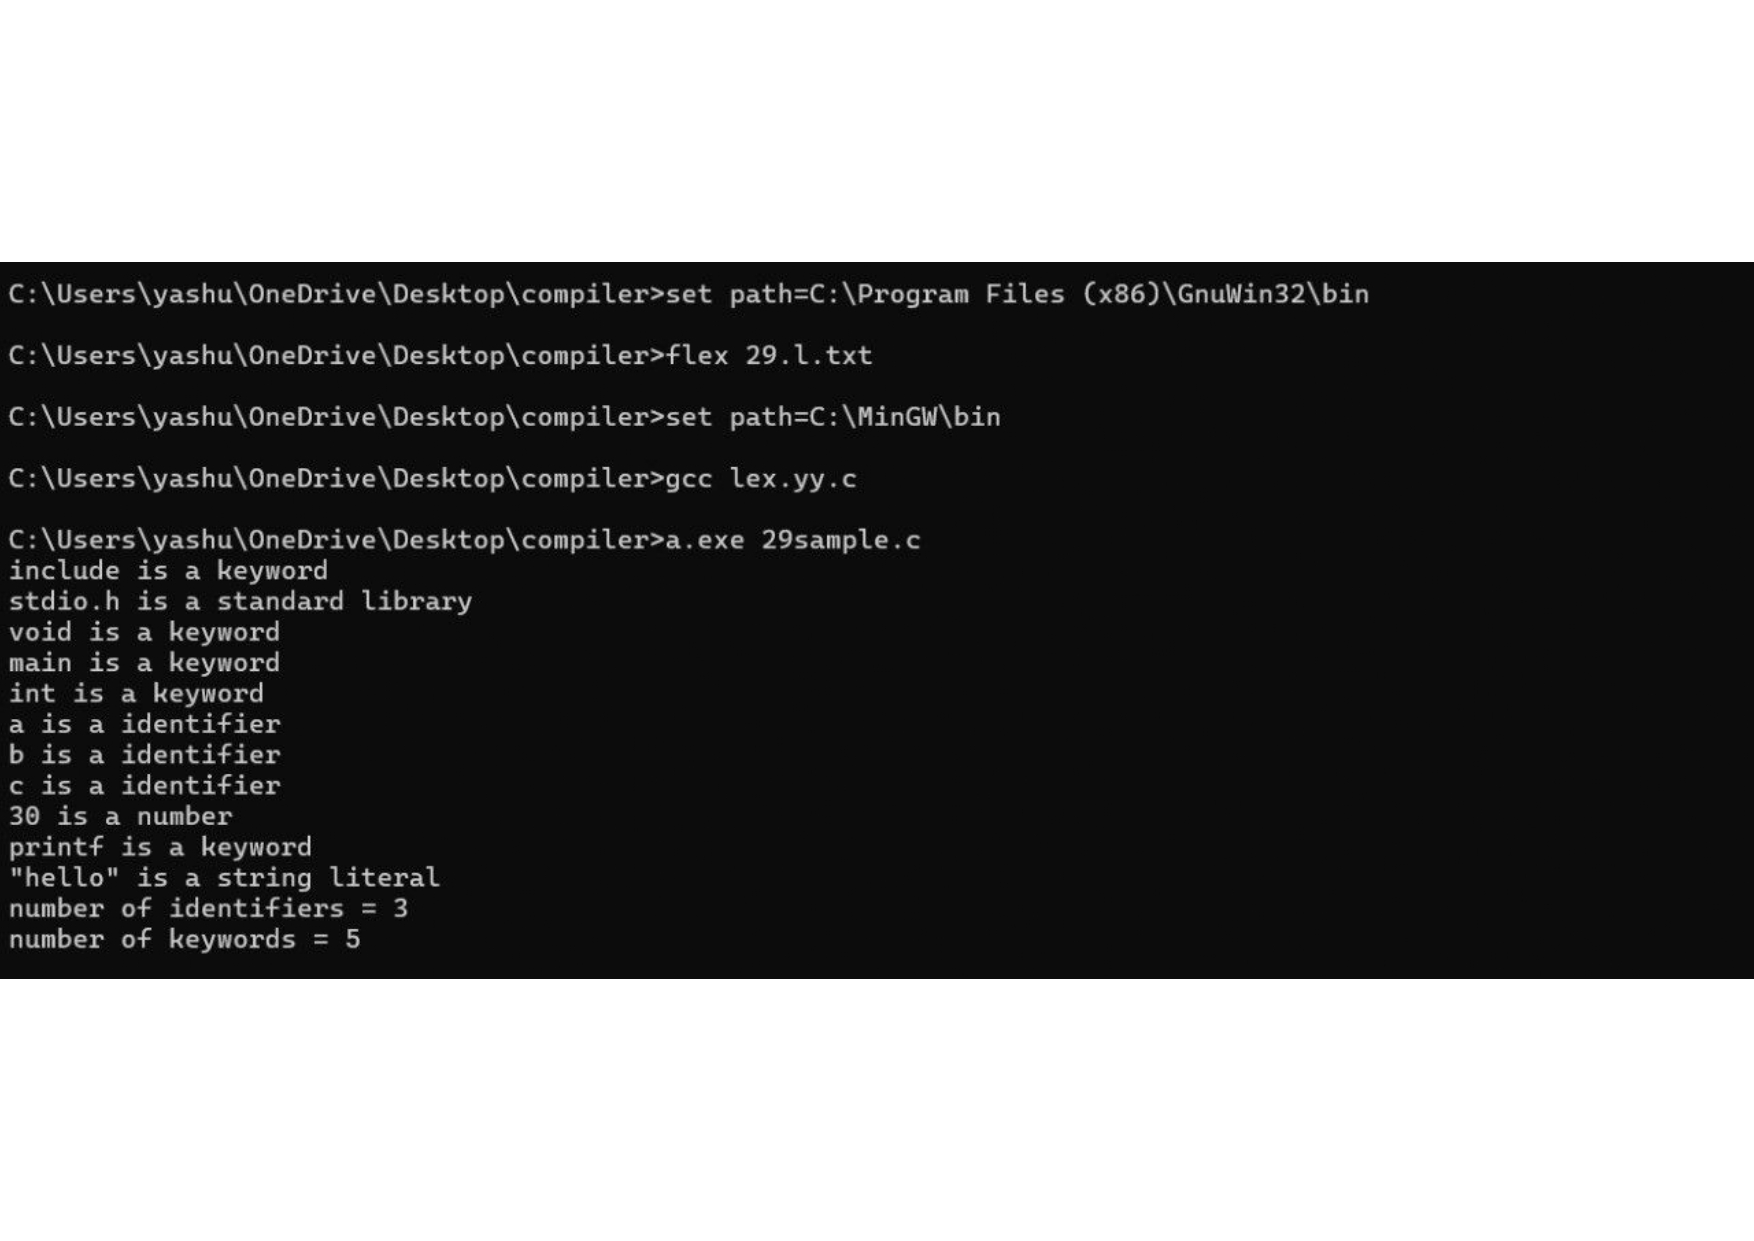 C:\Users\yashu\OneDrive\Desktop\compiler>set path=C:\Program Files (x86)\GnuWin32\bin
C:\Users\yashu\OneDrive\Desktop\compiler>flex 29.l.txt
C:\Users\yashu\OneDrive\Desktop\compiler>set path=C:\MinGW\bin
C:\Users\yashu\OneDrive\Desktop\compiler>gcc lex.yy.c
C:\Users\yashu\OneDrive\Desktop\compiler>a.exe 29sample.c
include is a keyword
stdio.h is a standard library
void is a keyword
main is a keyword
int is a keyword
a is a identifier
b is a identifier
c is a identifier
30 is a number
printf is a keyword
"hello" is a string literal
number of identifiers = 3
number of keywords = 5